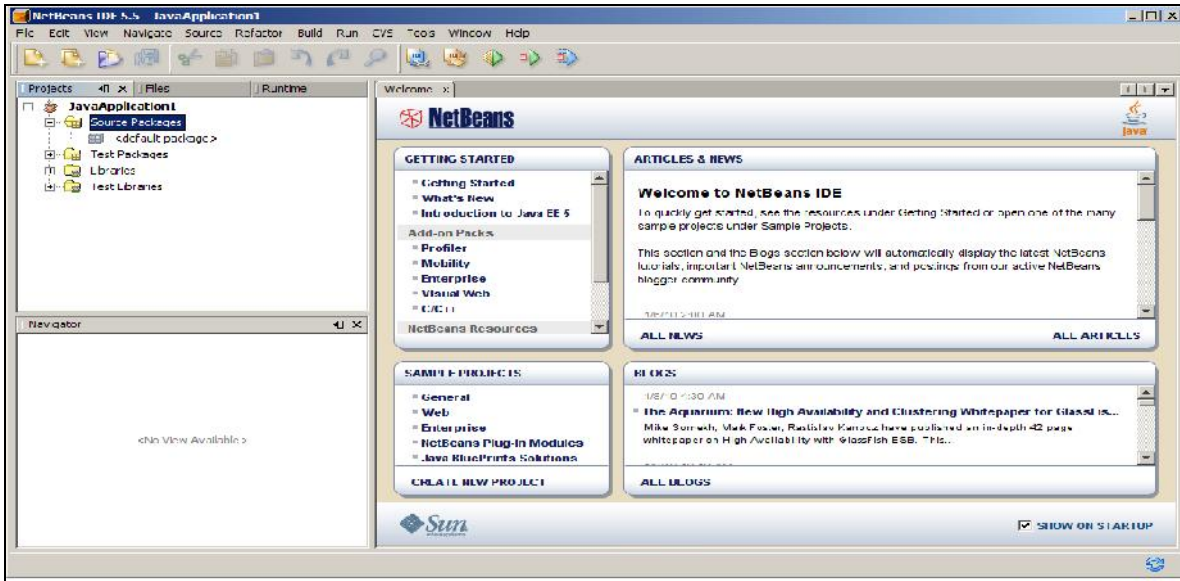 NetBeans IDE 5.5 - JavaApplication1
File Edit View Navigate Source Refactor Build Run CVS Tools Window Help
Projects Files Runtime
JavaApplication1
Source Packages
<default package>
Test Packages
Libraries
Test Libraries
Navigator
<No View Available>
Welcome
NetBeans
Java
GETTING STARTED
Getting Started
What's New
Introduction to Java EE 5
Add-on Packs
Profiler
Mobility
Enterprise
Visual Web
C/C++
NetBeans Resources
ARTICLES & NEWS
Welcome to NetBeans IDE
To quickly get started, see the resources under Getting Started or open one of the many
sample projects under Sample Projects.
This section and the Blogs section below will automatically display the latest NetBeans
tutorials, important NetBeans announcements, and postings from our active NetBeans
blogger community
ALL NEWS ALL ARTICLES
SAMPLE PROJECTS
General
Web
Enterprise
NetBeans Plug-in Modules
Java BluePrints Solutions
CREATE NEW PROJECT
BLOGS
1/8/10 4:30 AM
The Aquarium: New High Availability and Clustering Whitepaper for GlassFis...
Mike Somekh, Mark Foster, Rastislav have published an in-depth 42 page
whitepaper on High Availability with GlassFish ESB. This...
ALL BLOGS
Sun
SHOW ON STARTUP